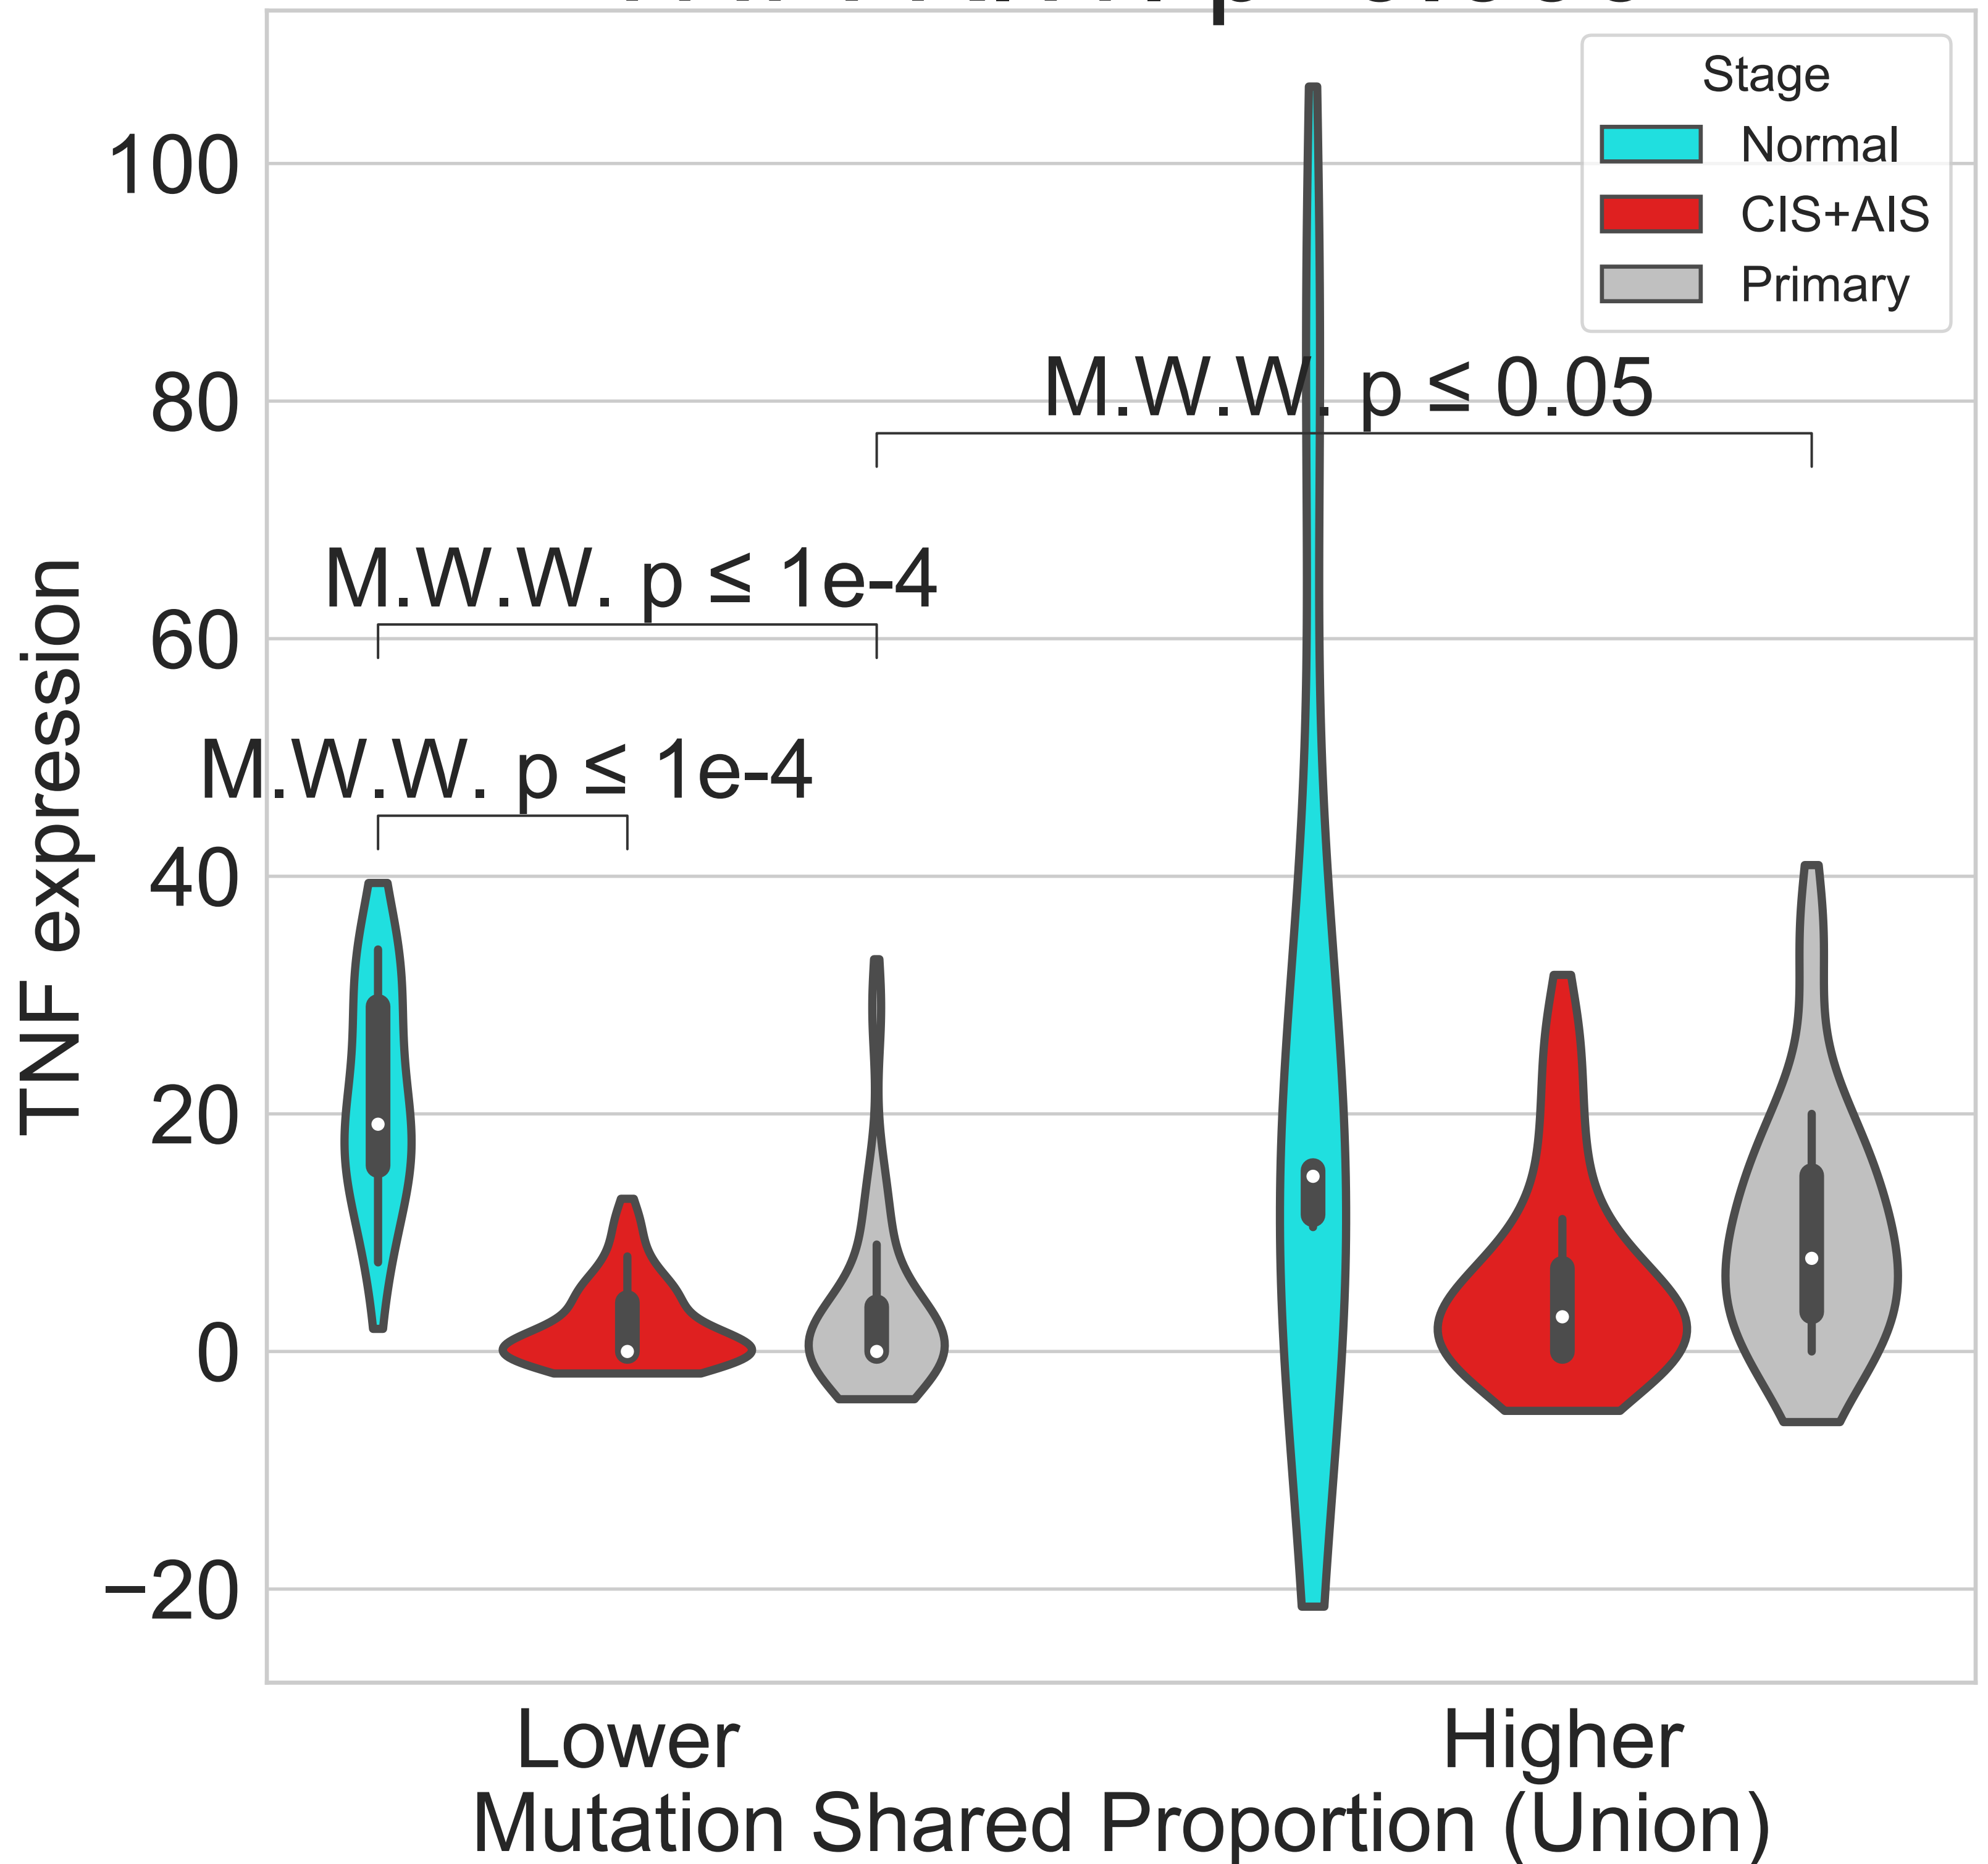 Stage
Normal
CIS+AIS
Primary
100
80
60
40
20
0
−20
TNF expression
M.W.W. p ≤ 0.05
M.W.W. p ≤ 1e-4
M.W.W. p ≤ 1e-4
Lower
Higher
Mutation Shared Proportion (Union)